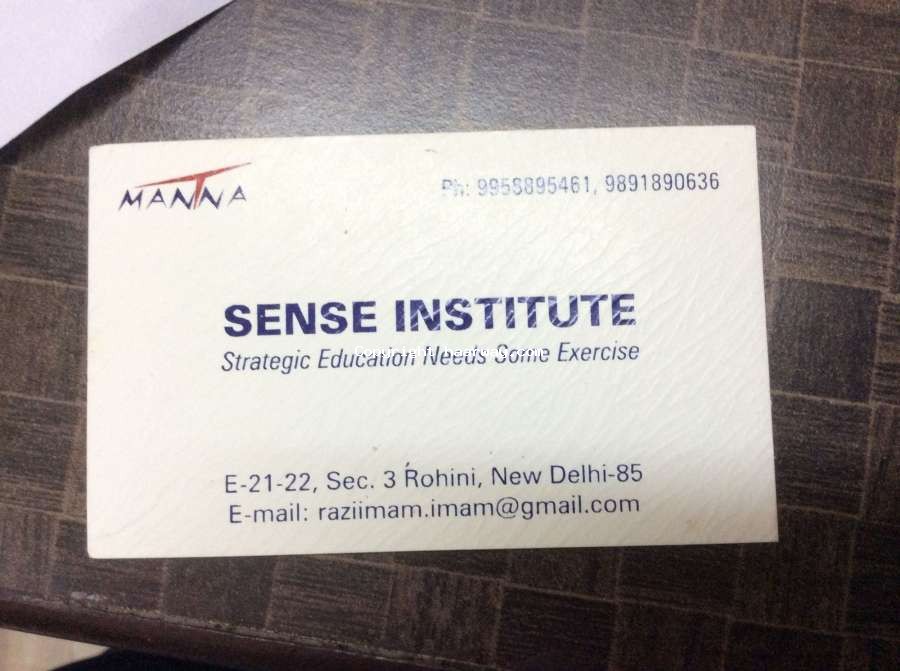 MANTNA
Ph: 9958895461, 9891890636
SENSE INSTITUTE
Strategic Education Needs Some Exercise
E-21-22, Sec. 3 Rohini, New Delhi-85
E-mail: raziimam.imam@gmail.com